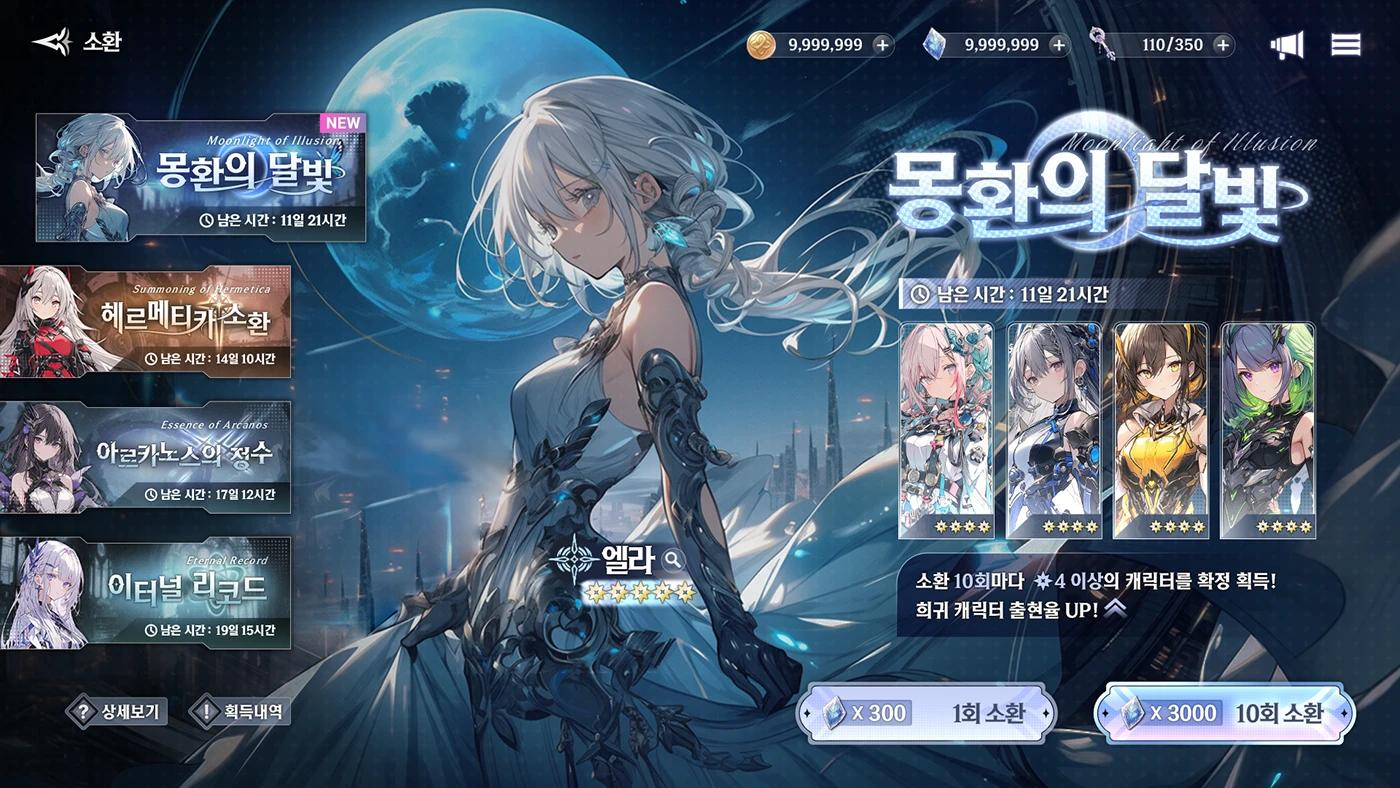 소환
9,999,999 +
9,999,999 +
110/350 +
NEW
Moonlight of Illusion
몽환의 달빛
남은 시간 : 11일 21시간
Summoning of Hermetica
헤르메티카 소환
남은 시간 : 14일 10시간
Essence of Arcanos
아르카노스의 정수
남은 시간 : 17일 12시간
Eternal Record
이터널 리코드
남은 시간 : 19일 15시간
? 상세보기
! 획득내역
엘라
Moonlight of Illusion
몽환의 달빛
남은 시간 : 11일 21시간
소환 10회마다 4 이상의 캐릭터를 확정 획득!
희귀 캐릭터 출현율 UP!
X 300 1회 소환
X 3000 10회 소환